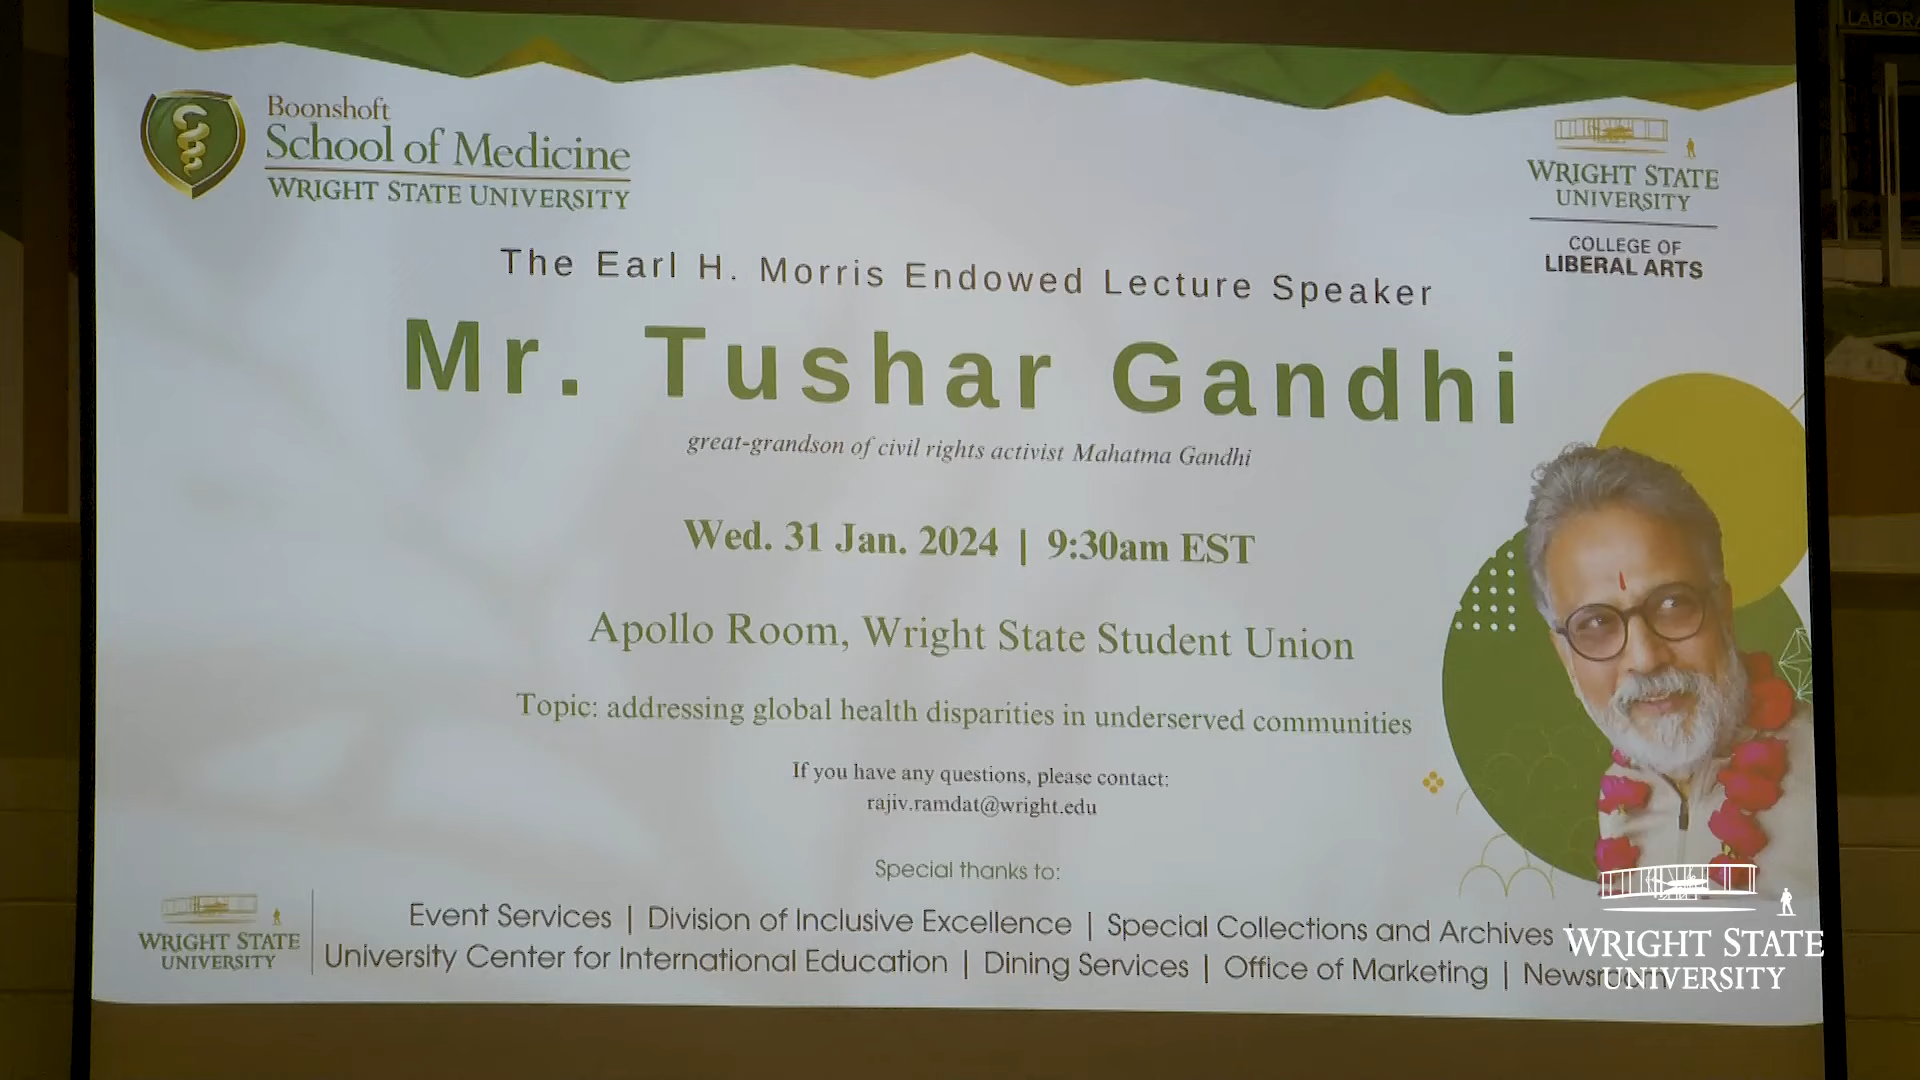 LABORA
Boonshoft
School of Medicine
WRIGHT STATE UNIVERSITY
WRIGHT STATE
UNIVERSITY
COLLEGE OF
LIBERAL ARTS
The Earl H. Morris Endowed Lecture Speaker
Mr. Tushar Gandhi
great-grandson of civil rights activist Mahatma Gandhi
Wed. 31 Jan. 2024 | 9:30am EST
Apollo Room, Wright State Student Union
Topic: addressing global health disparities in underserved communities
If you have any questions, please contact:
rajiv.ramdat@wright.edu
Special thanks to:
Event Services | Division of Inclusive Excellence | Special Collections and Archives
University Center for International Education | Dining Services | Office of Marketing | Newsroom
WRIGHT STATE
UNIVERSITY
WRIGHT STATE
UNIVERSITY